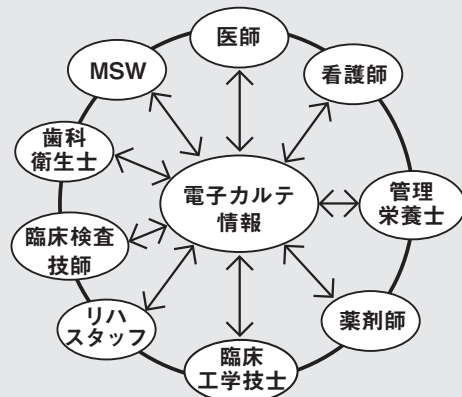 医師
看護師
管理
栄養士
薬剤師
臨床
工学技士
リハ
スタッフ
臨床検査
技師
歯科
衛生士
MSW
電子カルテ
情報